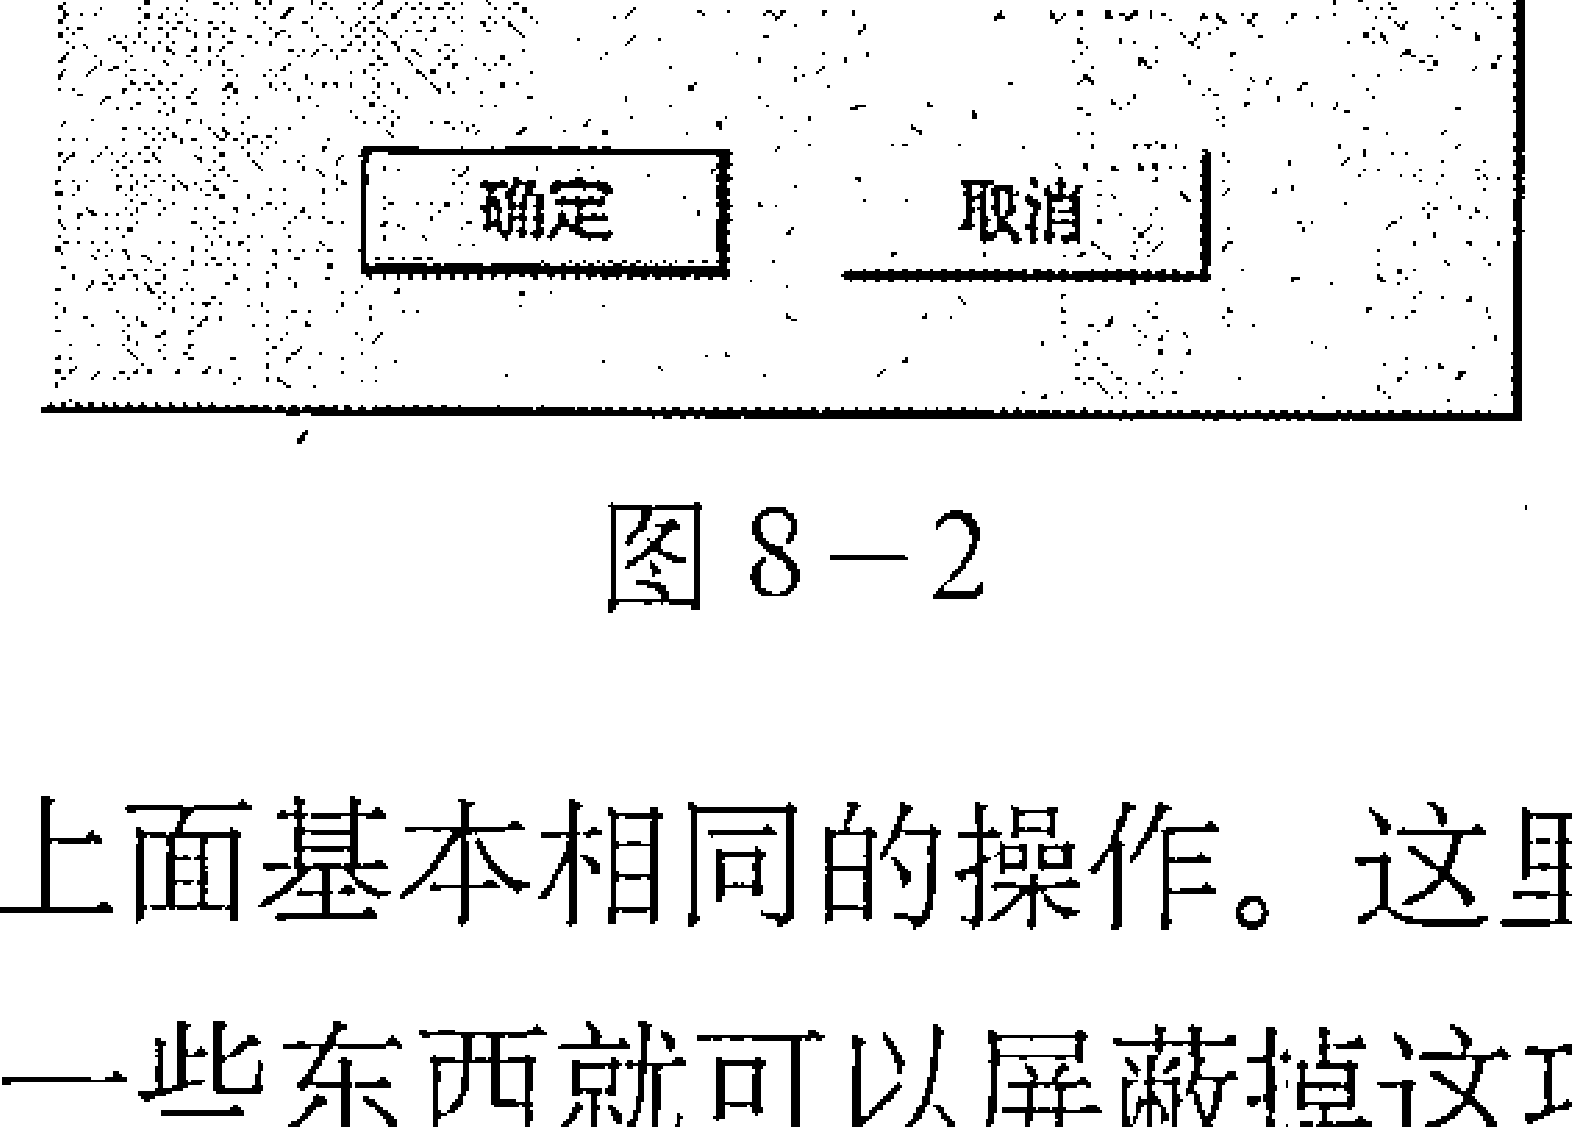 确定 取消
图 8－2
上面基本相同的操作。这里
一些东西就可以屏蔽掉这